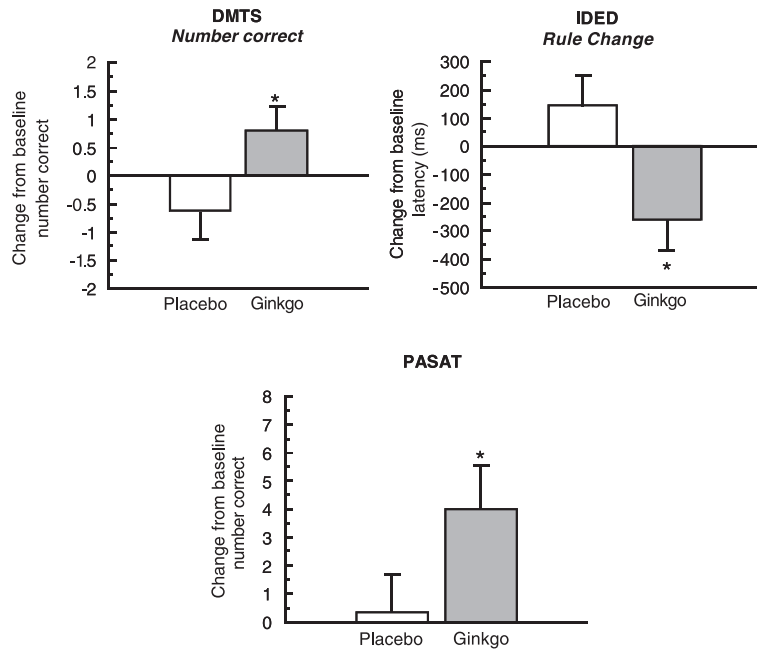 DMTS
Number correct
2
1.5
1
0.5
0
-0.5
-1
-1.5
-2
Change from baseline
number correct
*
Placebo Ginkgo
IDED
Rule Change
300
200
100
0
-100
-200
-300
-400
-500
Change from baseline
latency (ms)
*
Placebo Ginkgo
PASAT
8
7
6
5
4
3
2
1
0
Change from baseline
number correct
*
Placebo Ginkgo